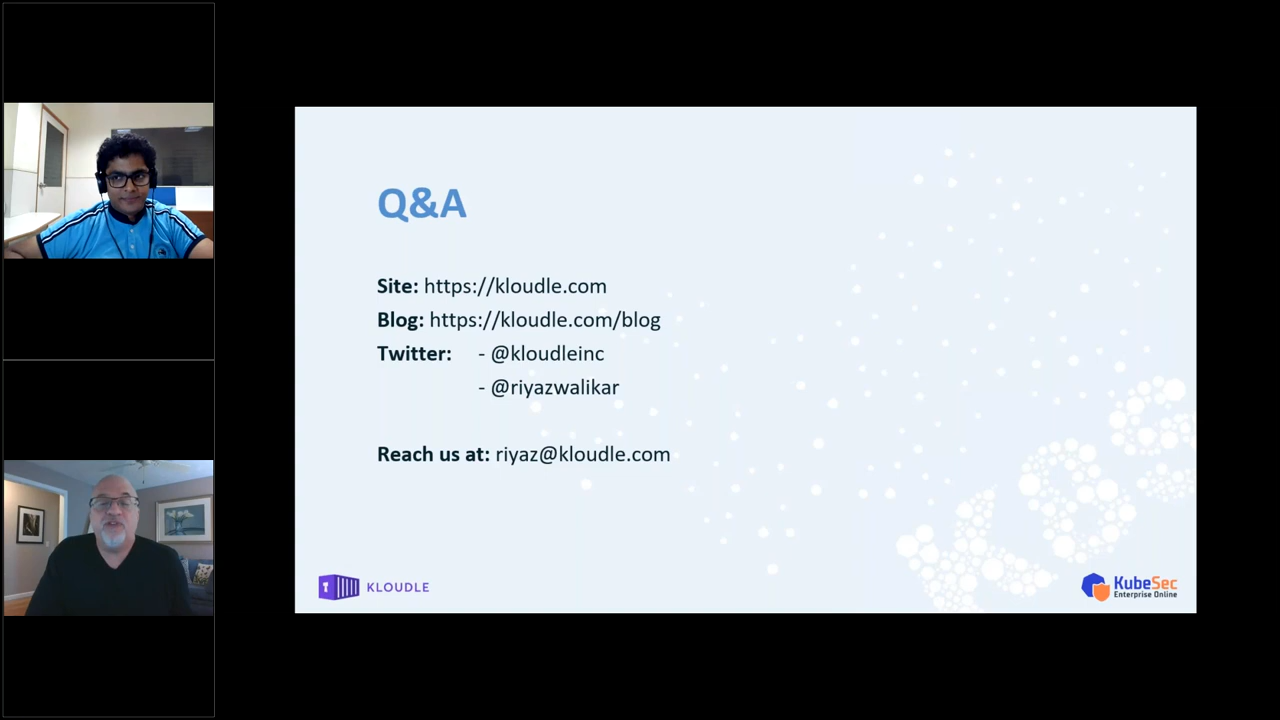 Q&A
Site: https://kloudle.com
Blog: https://kloudle.com/blog
Twitter: - @kloudleinc
- @riyazwalikar
Reach us at: riyaz@kloudle.com
KLOUDLE
KubeSec
Enterprise Online